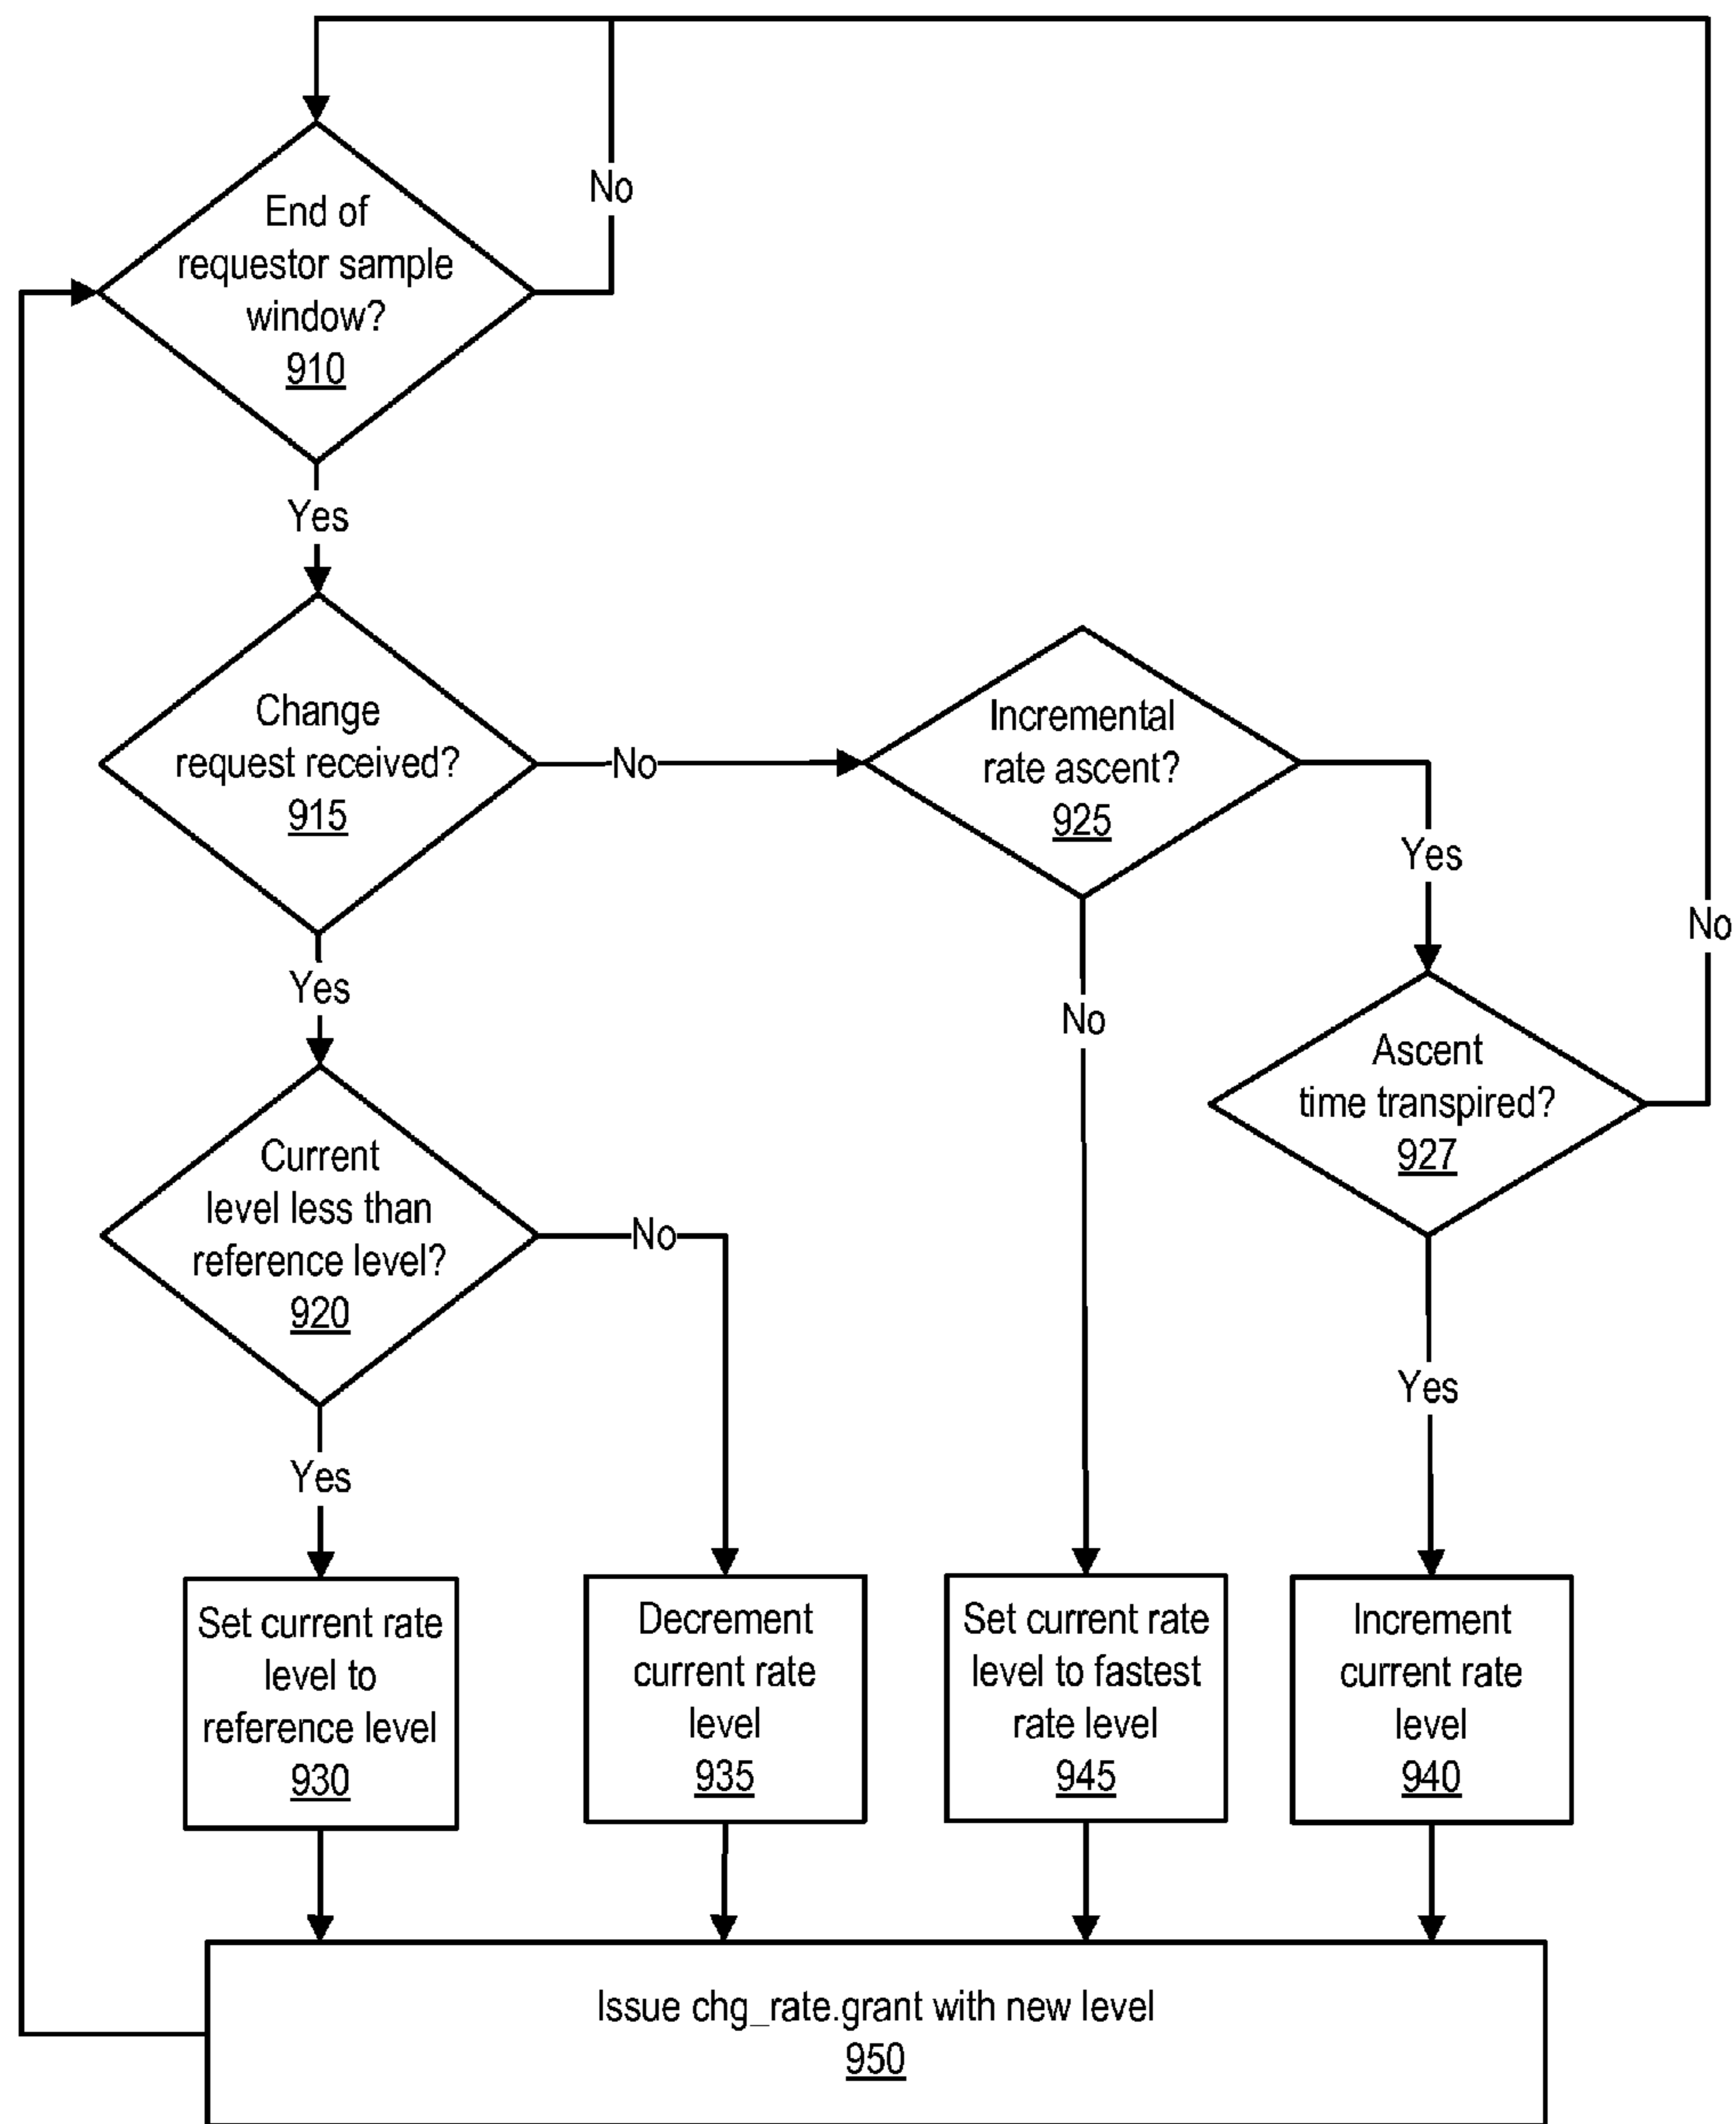 End of
requestor sample
window?
910
No
Yes
Change
request received?
915
No
Incremental
rate ascent?
925
Yes
No
Yes
No
Ascent
time transpired?
927
Current
level less than
reference level?
920
No
Yes
Yes
Set current rate
level to
reference level
930
Decrement
current rate
level
935
Set current rate
level to fastest
rate level
945
Increment
current rate
level
940
Issue chg_rate.grant with new level
950